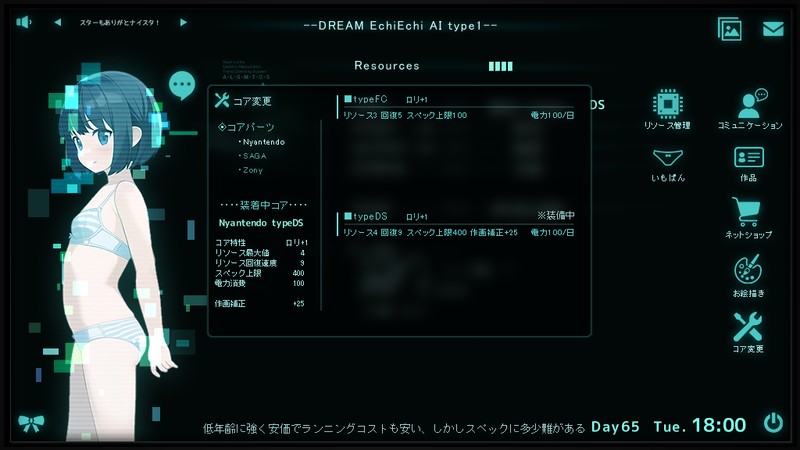 スターもありがとナイスタ!
--DREAM EchiEchi AI type1--
Resources
A-L-G-M-T-O-S
コア変更
◈コアパーツ
・Nyantendo
・SAGA
・Zony
････装着中コア････
Nyantendo typeDS
コア特性 ロリ+1
リソース最大値 4
リソース回復速度 9
スペック上限 400
電力消費 100
作画補正 +25
■typeFC ロリ+1
リソース3 回復5 スペック上限100 電力100/日
■typeDS ロリ+1 ※装備中
リソース4 回復9 スペック上限400 作画補正+25 電力100/日
DS
リソース管理
コミュニケーション
いもぱん
作品
ネットショップ
お絵描き
コア変更
低年齢に強く安価でランニングコストも安い、しかしスペックに多少難がある
Day65 Tue. 18:00